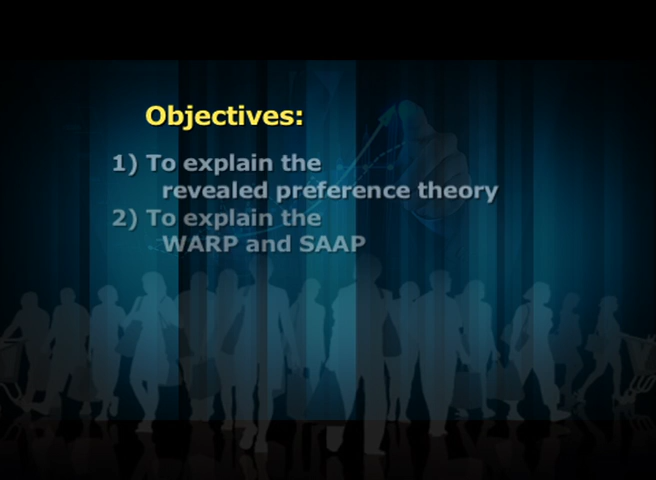 Objectives:
1) To explain the
revealed preference theory
2) To explain the
WARP and SAAP